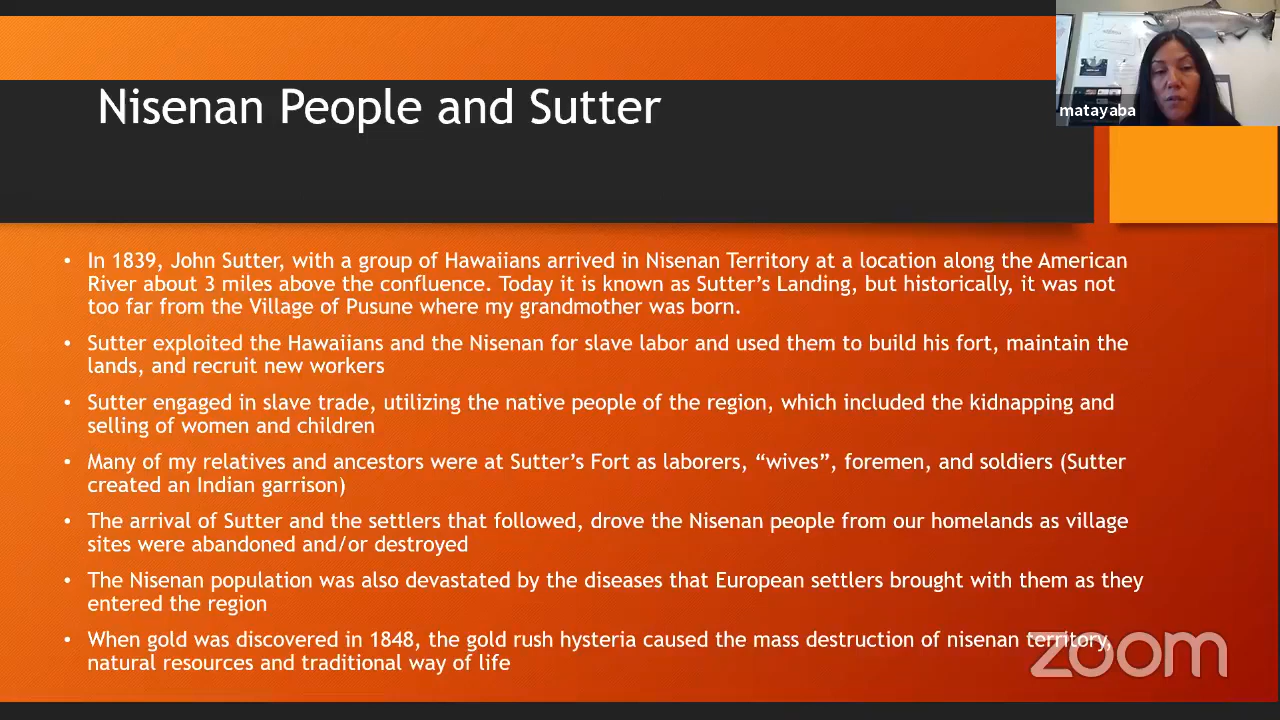 Nisenan People and Sutter
matayaba
• In 1839, John Sutter, with a group of Hawaiians arrived in Nisenan Territory at a location along the American
River about 3 miles above the confluence. Today it is known as Sutter's Landing, but historically, it was not
too far from the Village of Pusune where my grandmother was born.
• Sutter exploited the Hawaiians and the Nisenan for slave labor and used them to build his fort, maintain the
lands, and recruit new workers
• Sutter engaged in slave trade, utilizing the native people of the region, which included the kidnapping and
selling of women and children
• Many of my relatives and ancestors were at Sutter's Fort as laborers, “wives”, foremen, and soldiers (Sutter
created an Indian garrison)
• The arrival of Sutter and the settlers that followed, drove the Nisenan people from our homelands as village
sites were abandoned and/or destroyed
• The Nisenan population was also devastated by the diseases that European settlers brought with them as they
entered the region
• When gold was discovered in 1848, the gold rush hysteria caused the mass destruction of nisenan territory,
natural resources and traditional way of life
zoom